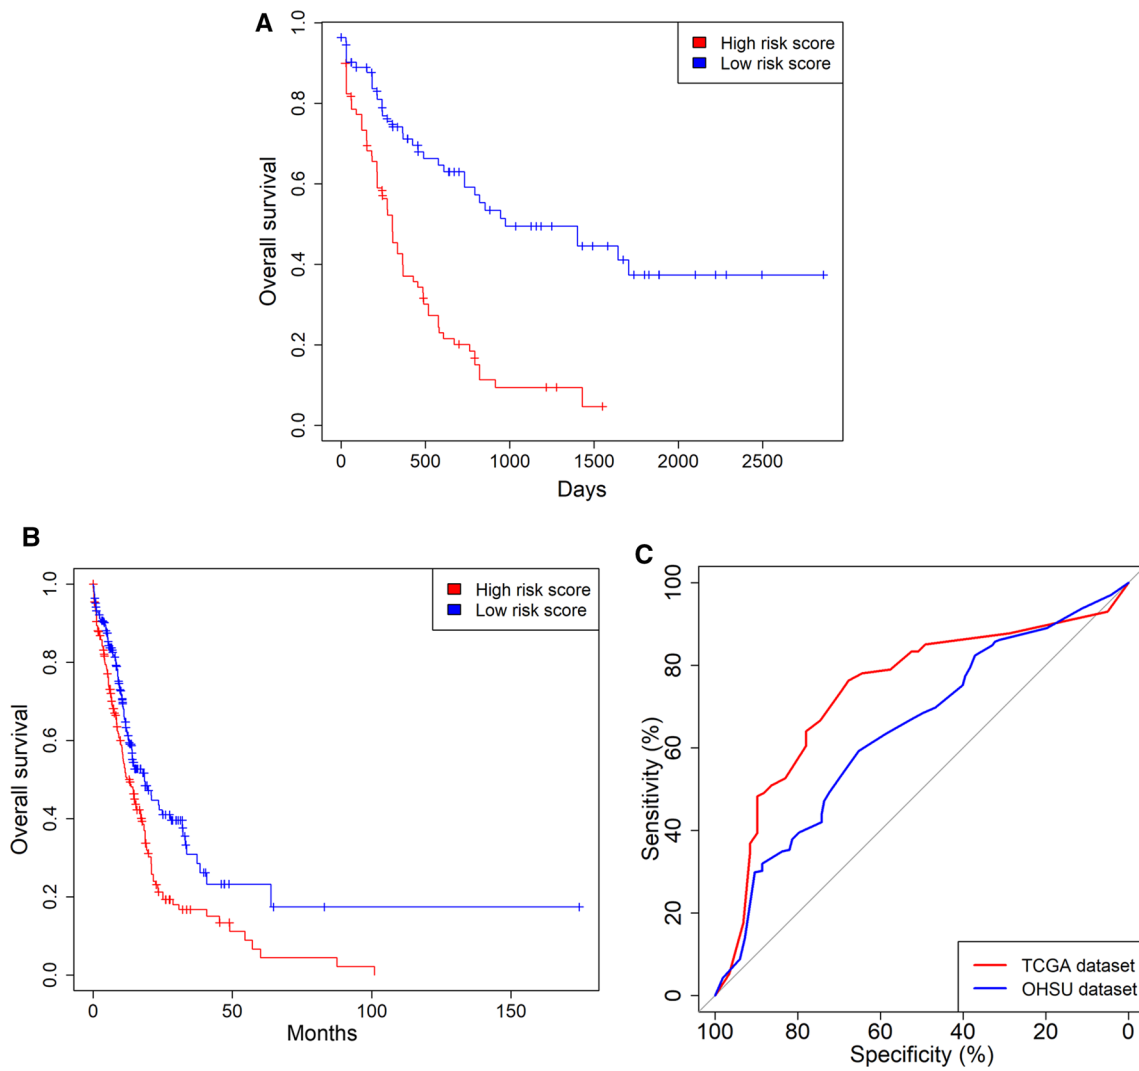 A
High risk score
Low risk score
Overall survival
0.0
0.2
0.4
0.6
0.8
1.0
0
500
1000
1500
2000
2500
Days
B
High risk score
Low risk score
Overall survival
0.0
0.2
0.4
0.6
0.8
1.0
0
50
100
150
Months
C
Sensitivity (%)
0
20
40
60
80
100
TCGA dataset
OHSU dataset
100
80
60
40
20
0
Specificity (%)